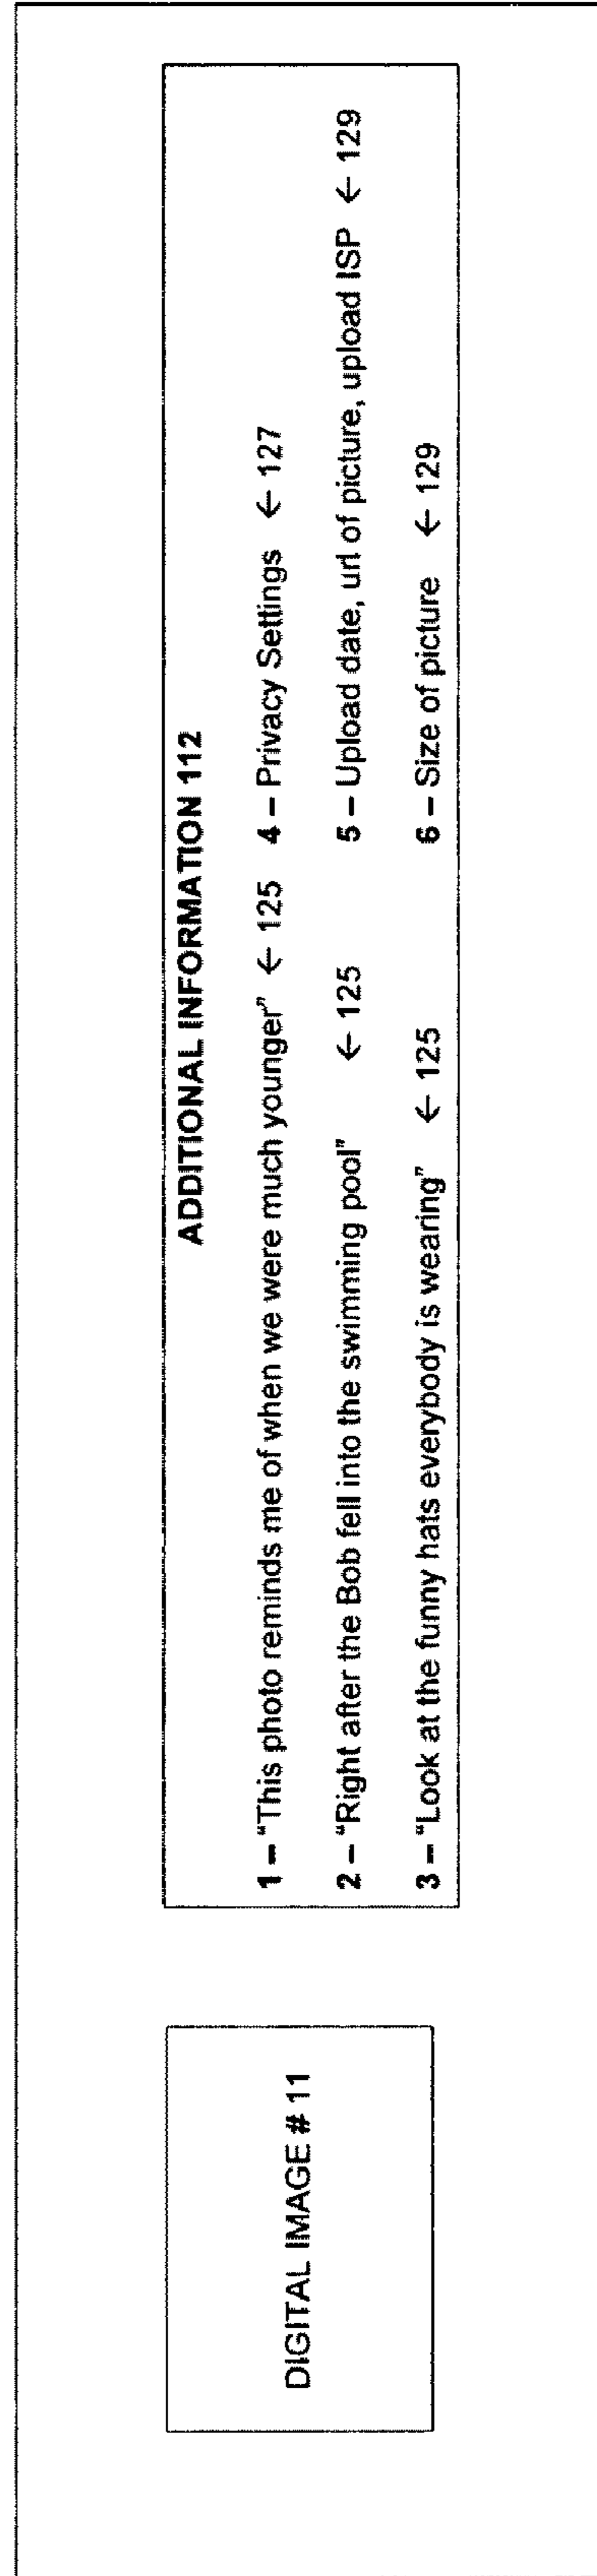 DIGITAL IMAGE # 11
ADDITIONAL INFORMATION 112
1 – “This photo reminds me of when we were much younger” ← 125
4 – Privacy Settings ← 127
2 – “Right after the Bob fell into the swimming pool” ← 125
5 – Upload date, url of picture, upload ISP ← 129
3 – “Look at the funny hats everybody is wearing” ← 125
6 – Size of picture ← 129